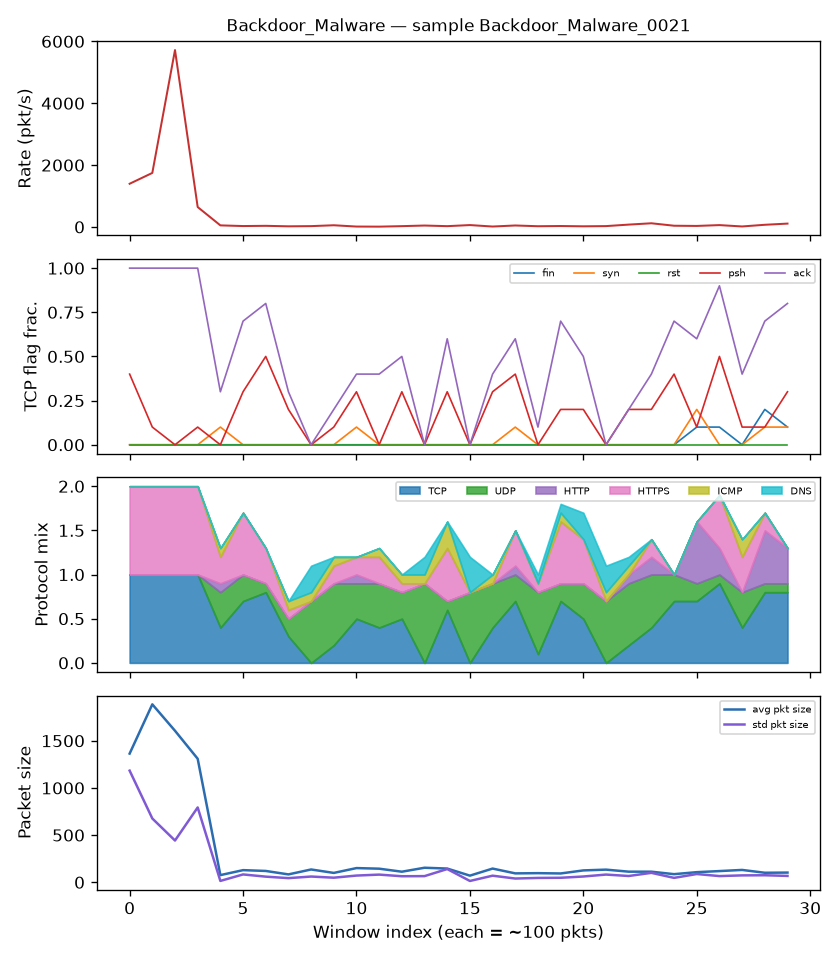 Backdoor_Malware — sample Backdoor_Malware_0021
6000
4000
2000
0
Rate (pkt/s)
fin syn rst psh ack
1.00
0.75
0.50
0.25
0.00
TCP flag frac.
TCP UDP HTTP HTTPS ICMP DNS
2.0
1.5
1.0
0.5
0.0
Protocol mix
avg pkt size
std pkt size
1500
1000
500
0
Packet size
0 5 10 15 20 25 30
Window index (each = ~100 pkts)